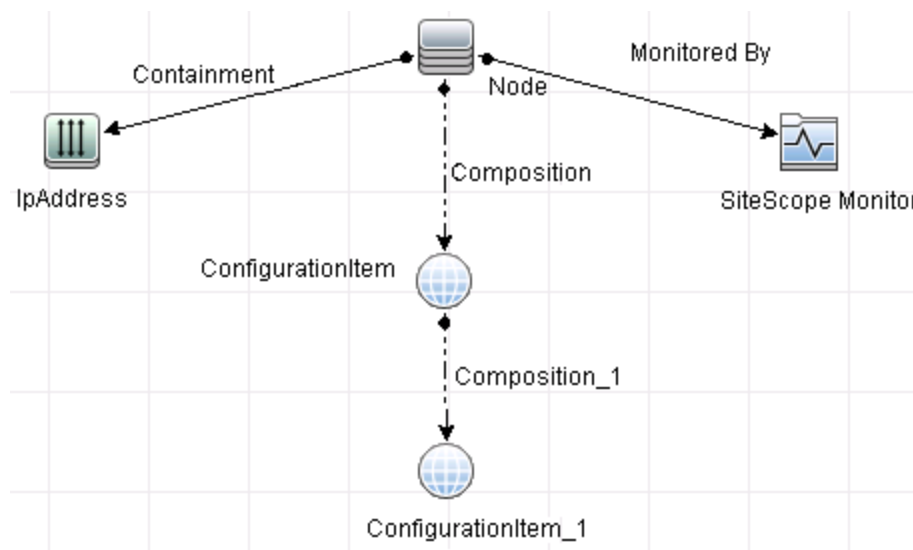 Monitored By
Containment
Node
Composition
IpAddress
SiteScope Monitor
ConfigurationItem
Composition_1
ConfigurationItem_1